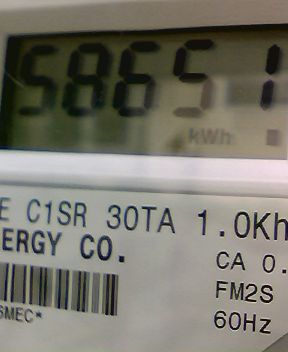 58651
kWh
E C1SR 30TA 1.0Kh
ERGY CO.
CA 0.
FM2S
SMEC*
60Hz